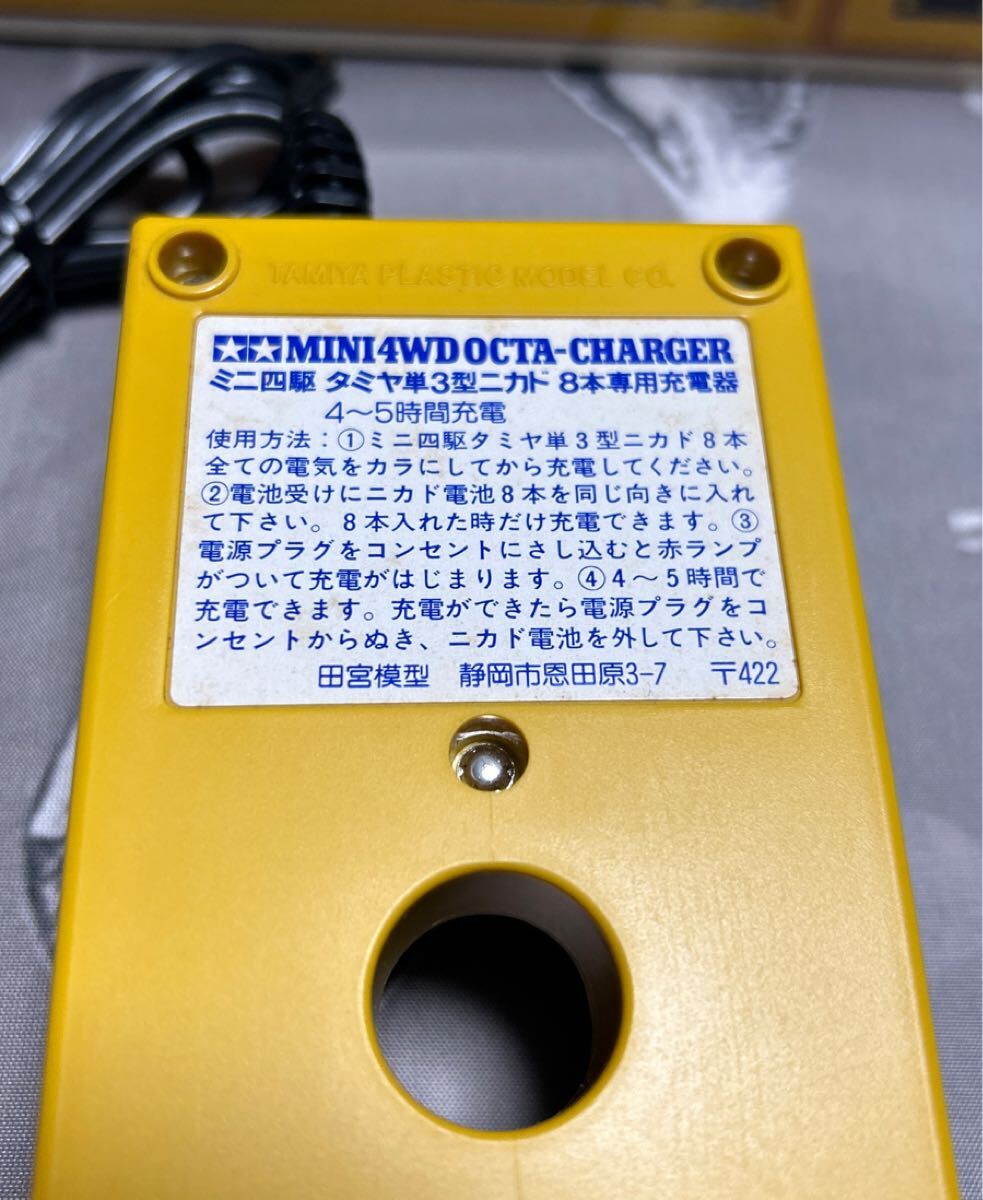 TAMIYA PLASTIC MODEL CO.
MINI4WD OCTA-CHARGER
ミニ四駆 タミヤ単3型ニカド 8本専用充電器
4〜5時間充電
使用方法:①ミニ四駆タミヤ単3型ニカド8本
全ての電気をカラにしてから充電してください。
②電池受けにニカド電池8本を同じ向きに入れ
て下さい。8本入れた時だけ充電できます。③
電源プラグをコンセントにさし込むと赤ランプ
がついて充電がはじまります。④4〜5時間で
充電できます。充電ができたら電源プラグをコ
ンセントからぬき、ニカド電池を外して下さい。
田宮模型 静岡市恩田原3-7 〒422